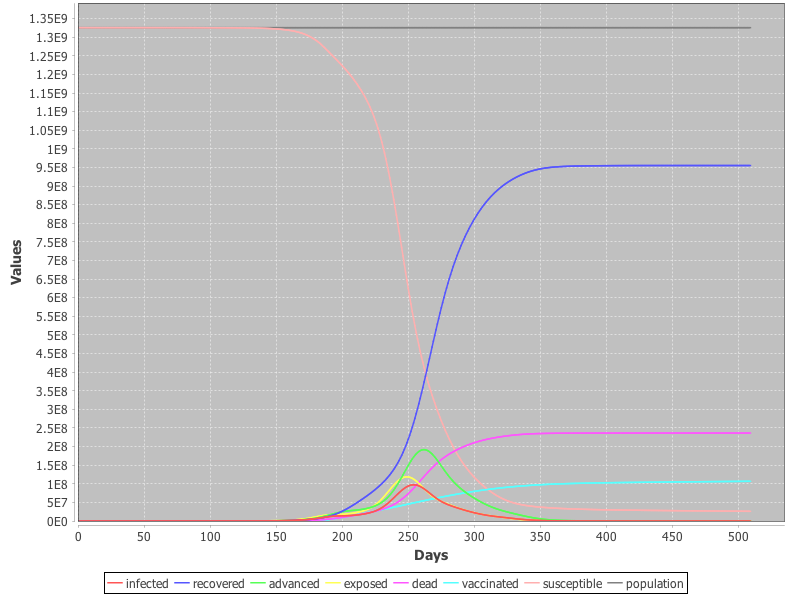 1.35E9
1.3E9
1.25E9
1.2E9
1.15E9
1.1E9
1.05E9
1E9
9.5E8
9E8
8.5E8
8E8
7.5E8
7E8
6.5E8
6E8
5.5E8
5E8
4.5E8
4E8
3.5E8
3E8
2.5E8
2E8
1.5E8
1E8
5E7
0E0
Values
0 50 100 150 200 250 300 350 400 450 500
Days
infected recovered advanced exposed dead vaccinated susceptible population